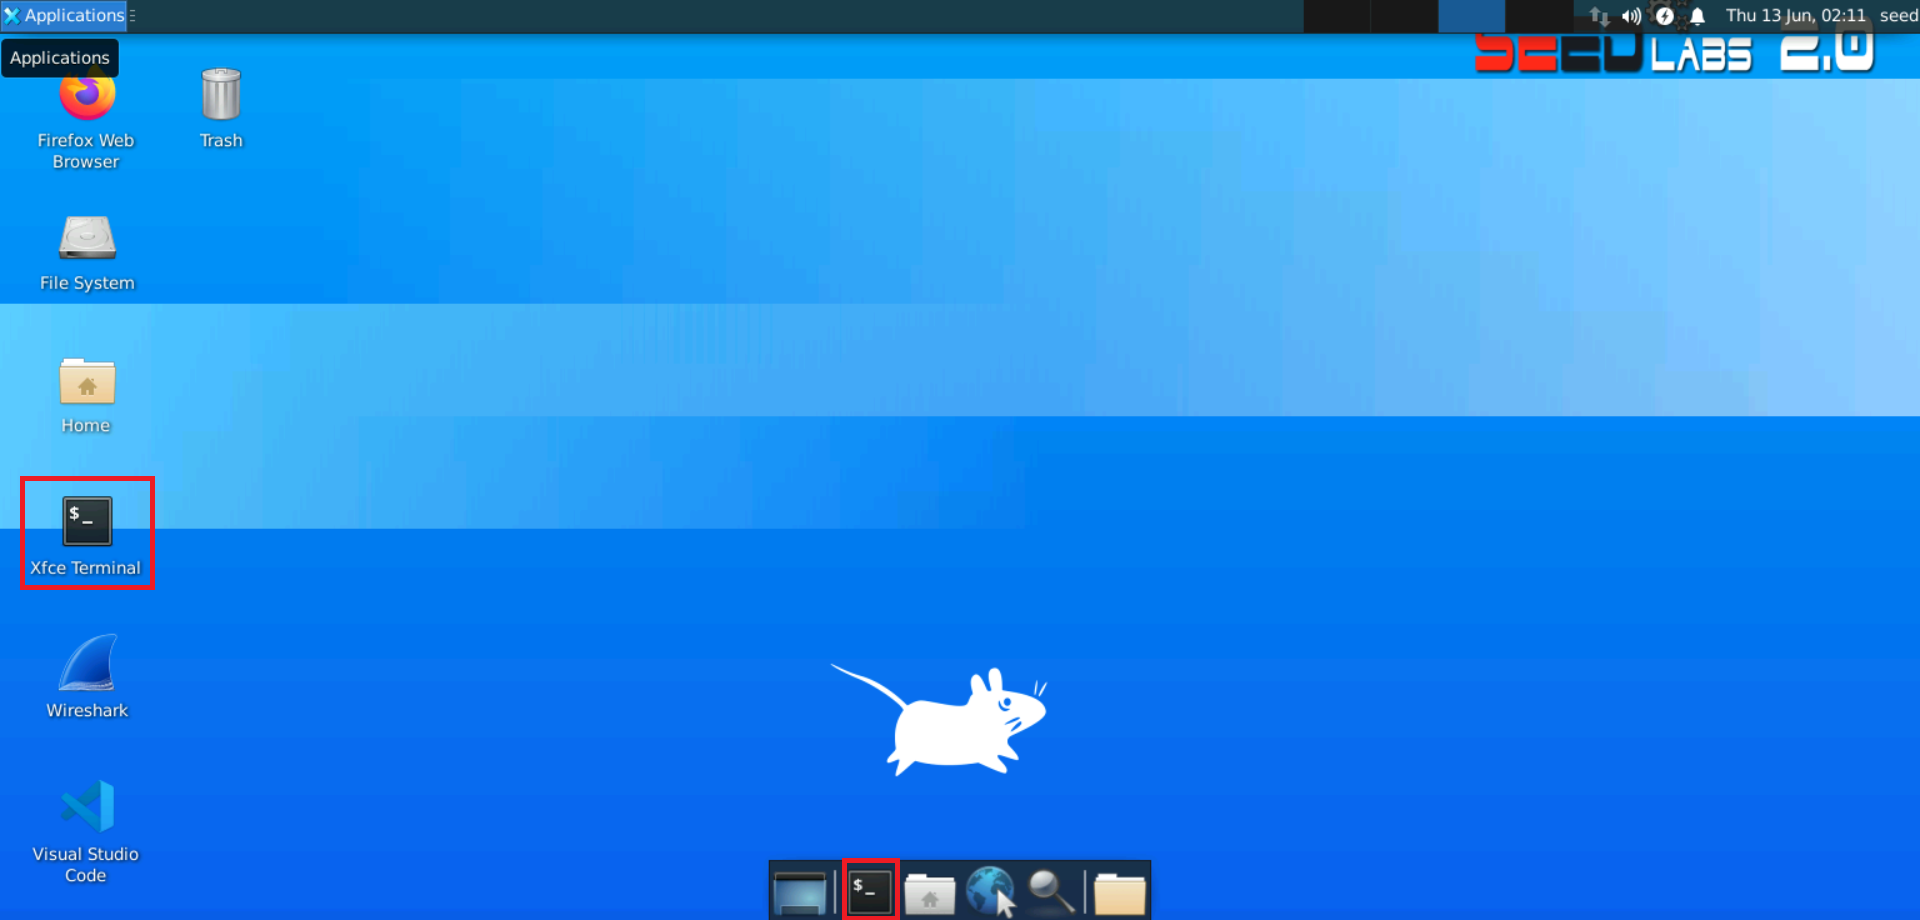 Applications
Thu 13 Jun, 02:11 seed
Applications
SEED LABS 2.0
Firefox Web
Browser
Trash
File System
Home
$_
Xfce Terminal
Wireshark
Visual Studio
Code
$_